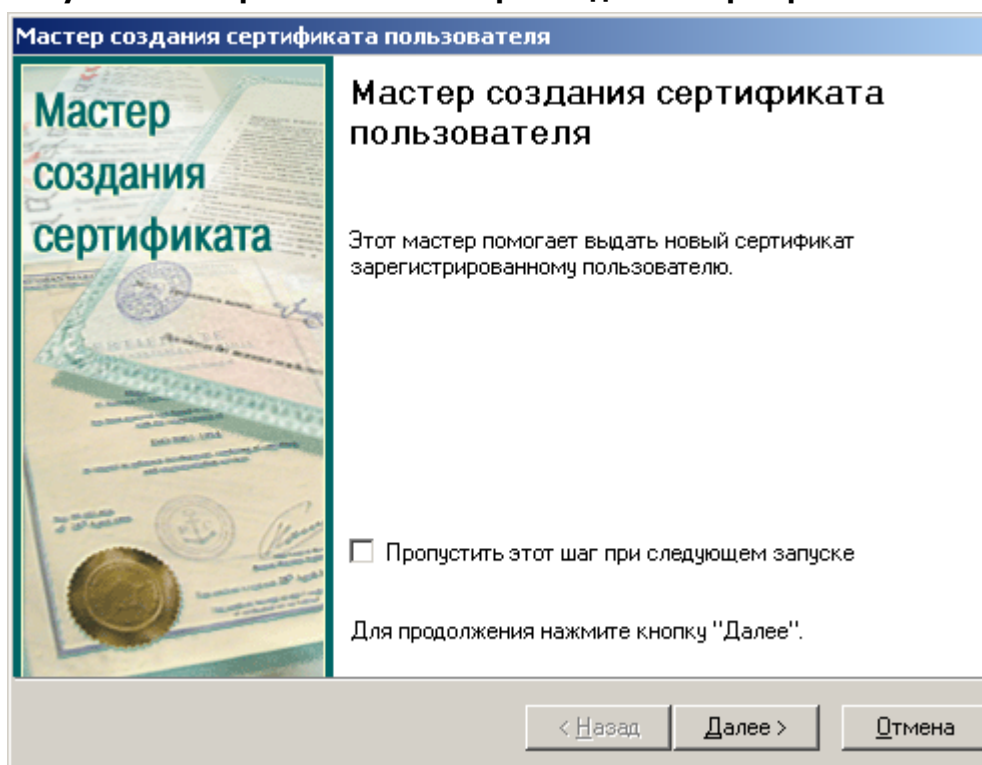 Мастер создания сертификата пользователя
Мастер
создания
сертификата
Мастер создания сертификата
пользователя
Этот мастер помогает выдать новый сертификат
зарегистрированному пользователю.
Пропустить этот шаг при следующем запуске
Для продолжения нажмите кнопку "Далее".
< Назад
Далее >
Отмена